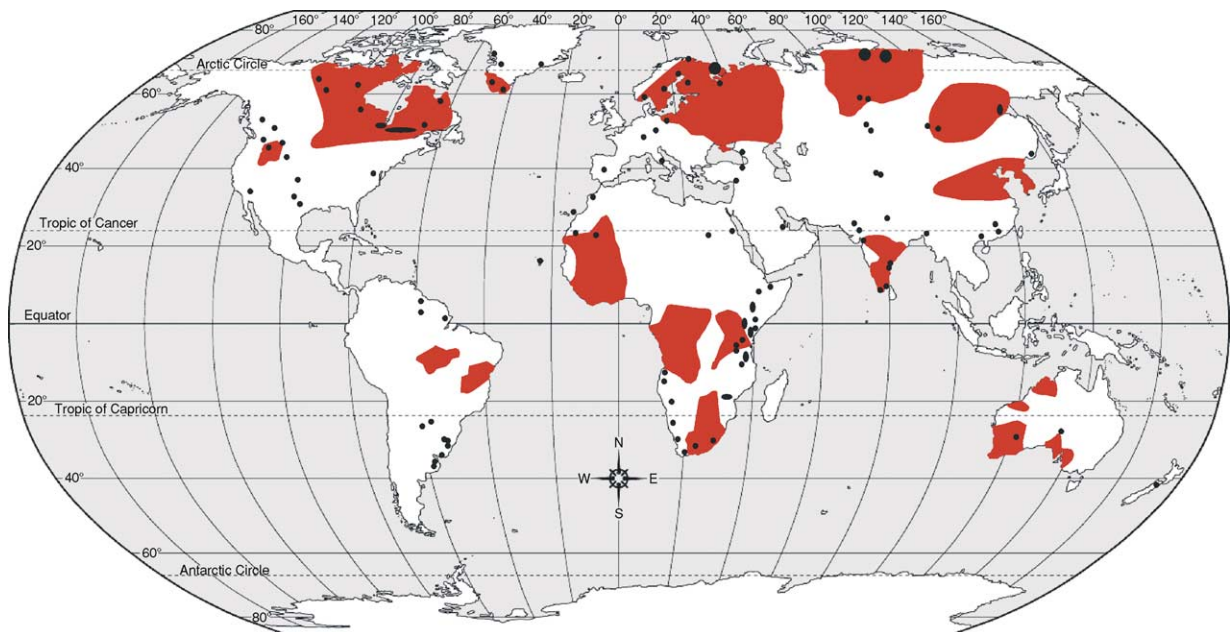 160° 140° 120° 100° 80° 60° 40° 20° 0° 20° 40° 60° 80° 100° 120° 140° 160°
80°
Arctic Circle
60°
40°
Tropic of Cancer
20°
Equator
20°
Tropic of Capricorn
N
W E
S
40°
60°
Antarctic Circle
80°